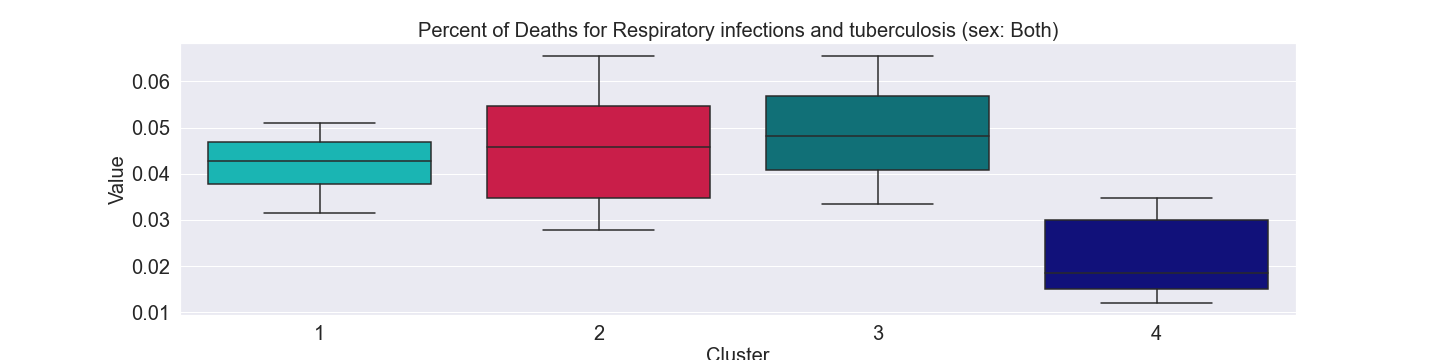 Percent of Deaths for Respiratory infections and tuberculosis (sex: Both)
0.06
0.05
0.04
0.03
0.02
0.01
Value
1 2 3 4
Cluster